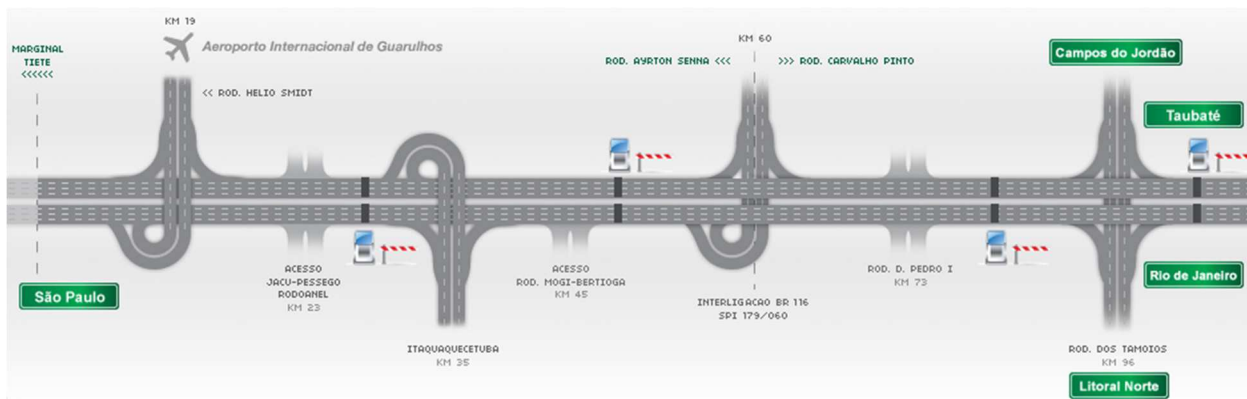 KM 19
Aeroporto Internacional de Guarulhos
MARGINAL
TIETE
<<<<<<
<< ROD. HELIO SMIDT
KM 60
ROD. AYRTON SENNA <<<
>>> ROD. CARVALHO PINTO
Campos do Jordão
Taubaté
São Paulo
ACESSO
JACU-PESSEGO
RODOANEL
KM 23
ITAQUAQUECETUBA
KM 35
ACESSO
ROD. MOGI-BERTIOGA
KM 45
INTERLIGACAO BR 116
SPI 179/060
ROD. D. PEDRO I
KM 73
RIo de Janeiro
ROD. DOS TAMOIOS
KM 96
Litoral Norte